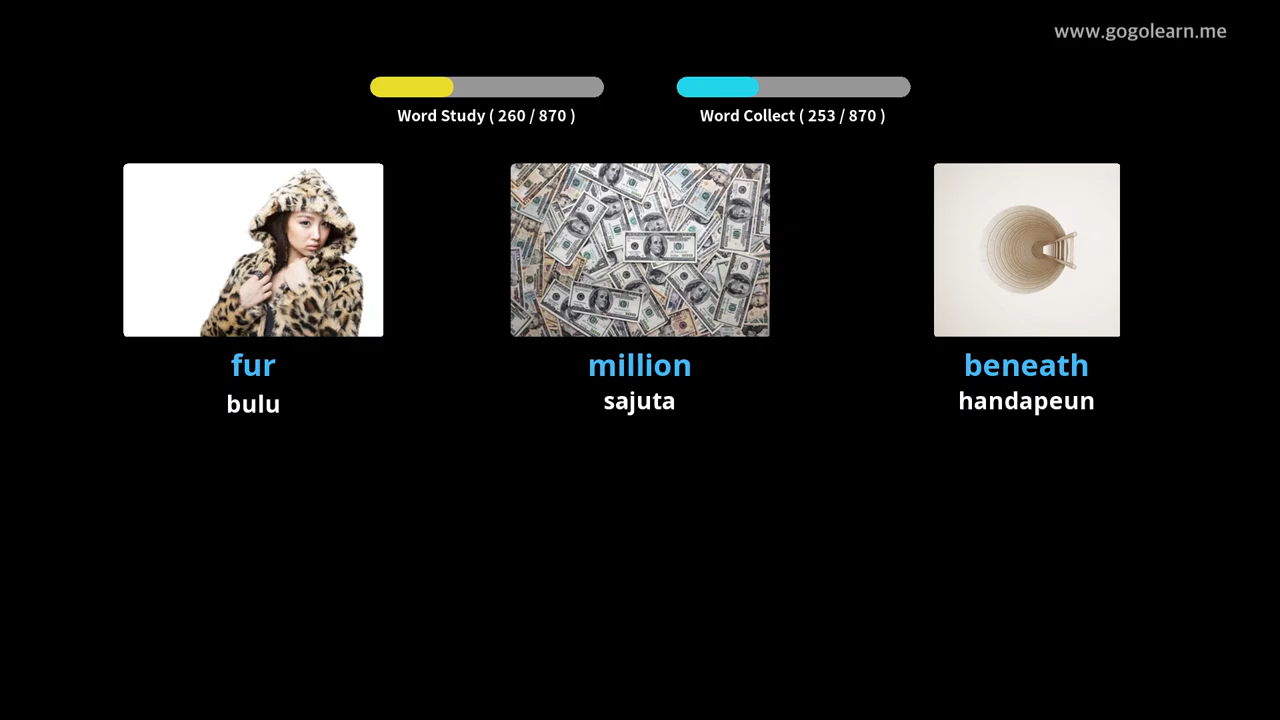 www.gogolearn.me
Word Study ( 260 / 870 )
Word Collect ( 253 / 870 )
fur
million
beneath
bulu
sajuta
handapeun